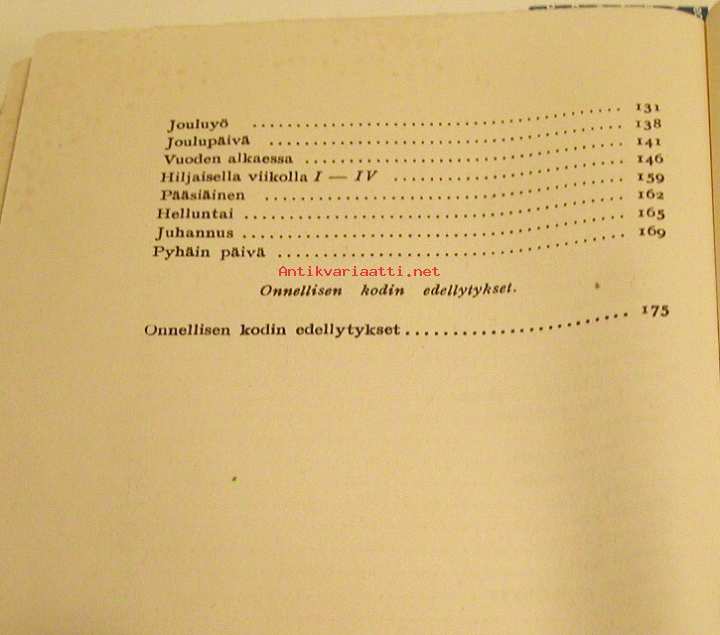 Jouluyö 131
Joulupäivä 138
Vuoden alkaessa 141
Hiljaisella viikolla I — IV 146
Pääsiäinen 159
Helluntai 162
Juhannus 165
Pyhäin päivä 169
Antikvariaatti.net
Onnellisen kodin edellytykset.
Onnellisen kodin edellytykset 175